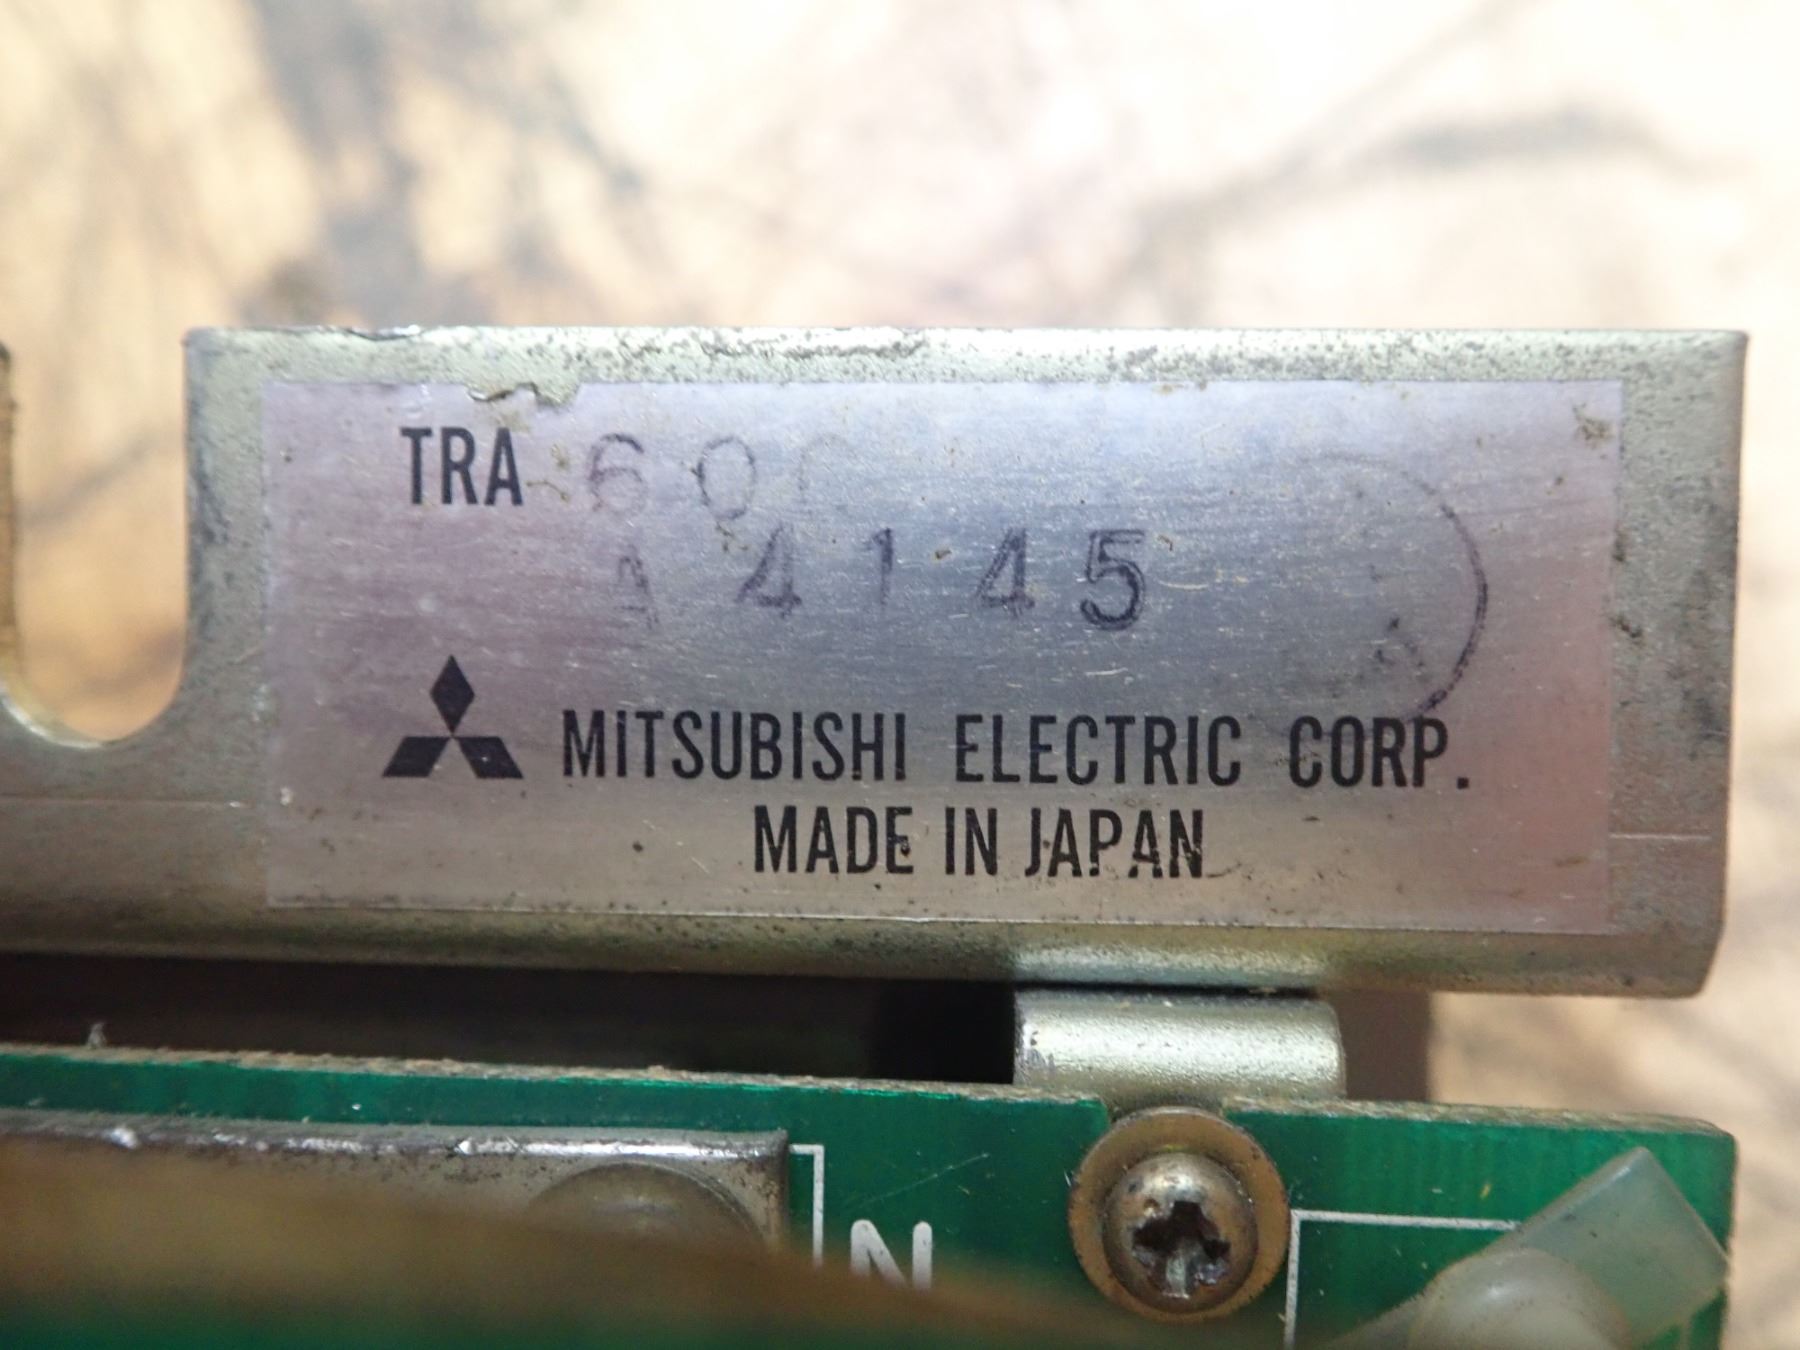 TRA 60
A 4145
MITSUBISHI ELECTRIC CORP.
MADE IN JAPAN
N